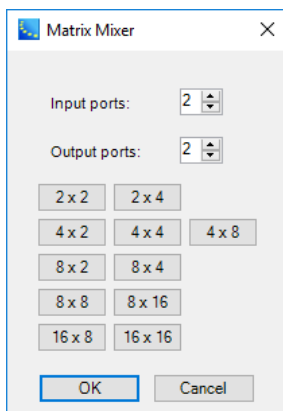 Matrix Mixer
Input ports: 2
Output ports: 2
2 x 2 2 x 4
4 x 2 4 x 4 4 x 8
8 x 2 8 x 4
8 x 8 8 x 16
16 x 8 16 x 16
OK Cancel